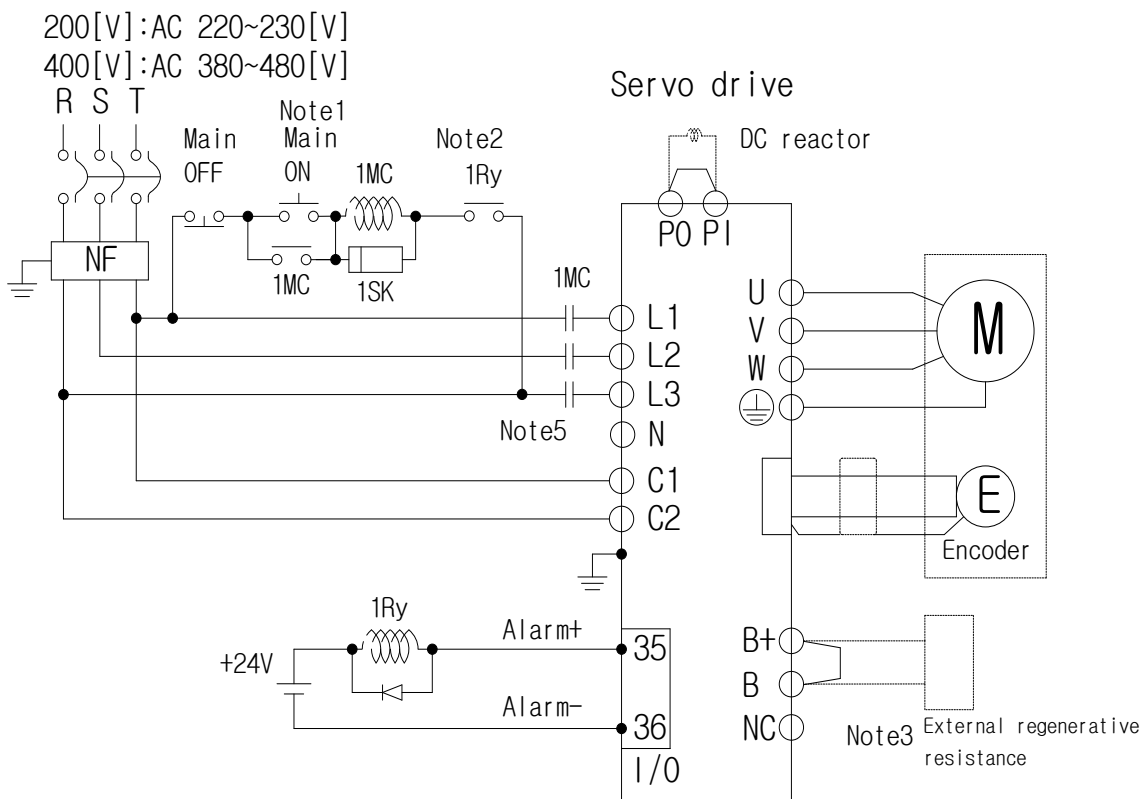 200[V]:AC 220~230[V]
400[V]:AC 380~480[V]
R S T
Servo drive
Main
OFF
Note1
Main
ON
1MC
Note2
1Ry
DC reactor
PO PI
NF
1MC
1SK
1MC
L1
L2
L3
Note5
N
C1
C2
U
V
W
M
E
Encoder
1Ry
+24V
Alarm+
35
Alarm-
36
I/O
B+
B
NC
Note3
External regenerative
resistance